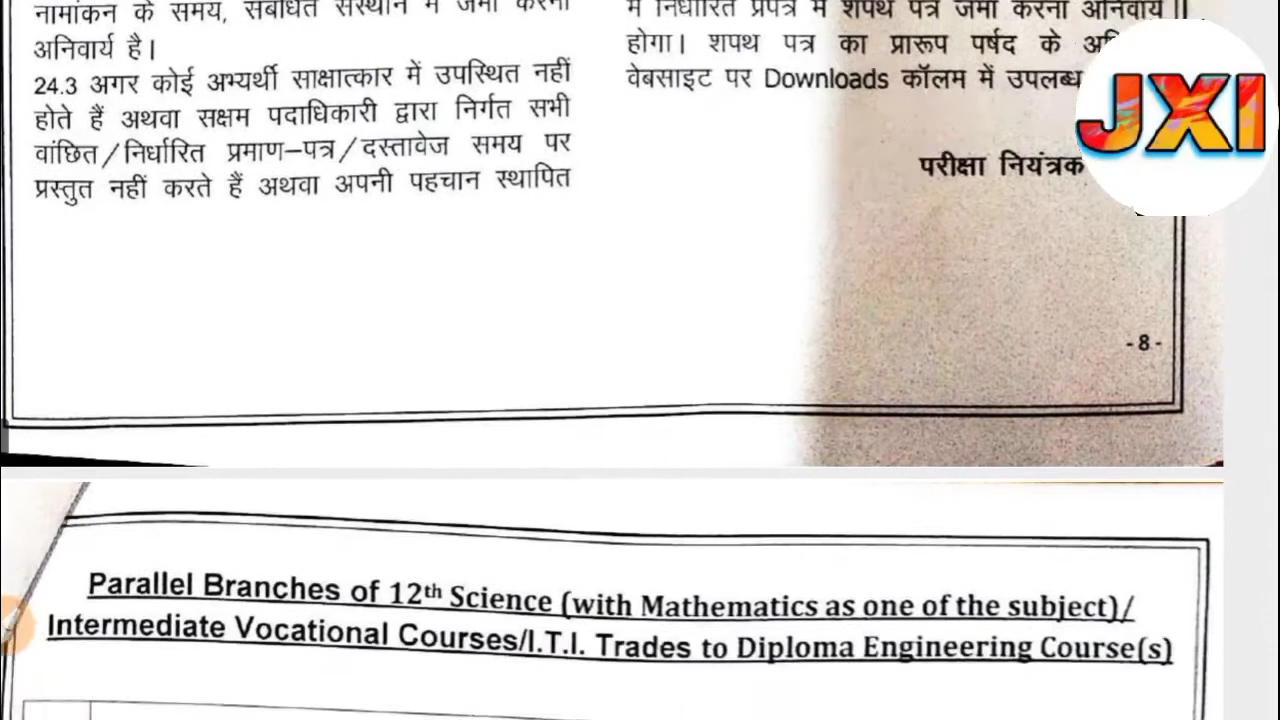 नामांकन के समय, संबंधित संस्थान में जमा करना
अनिवार्य है।
24.3 अगर कोई अभ्यर्थी साक्षात्कार में उपस्थित नहीं
होते हैं अथवा सक्षम पदाधिकारी द्वारा निर्गत सभी
वांछित/निर्धारित प्रमाण–पत्र/दस्तावेज समय पर
प्रस्तुत नहीं करते हैं अथवा अपनी पहचान स्थापित
में निर्धारित प्रपत्र में शपथ पत्र जमा करना अनिवार्य
होगा। शपथ पत्र का प्रारूप पर्षद के
वेबसाइट पर Downloads कॉलम में उपलब्ध
JXI
परीक्षा नियंत्रक
- 8 -
Parallel Branches of 12th Science (with Mathematics as one of the subject)/
Intermediate Vocational Courses/I.T.I. Trades to Diploma Engineering Course(s)